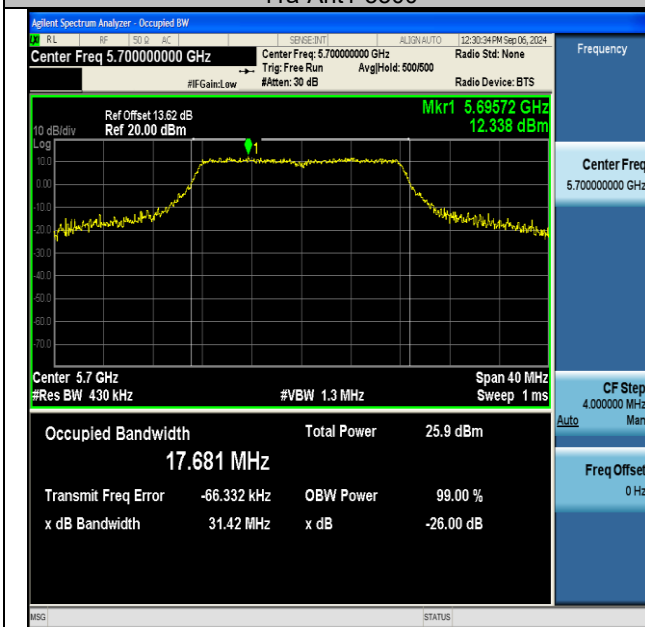 Agilent Spectrum Analyzer - Occupied BW
RL RF 50 Ω AC SENSE:INT ALIGN AUTO 12:30:34 PM Sep 06, 2024
Center Freq 5.700000000 GHz Center Freq: 5.700000000 GHz Radio Std: None Frequency
Trig: Free Run Avg|Hold: 500/500
#IFGain:Low #Atten: 30 dB Radio Device: BTS
Ref Offset 13.62 dB Mkr1 5.69572 GHz
10 dB/div Ref 20.00 dBm 12.338 dBm
Log
1
10.0
0.00
-10.0
-20.0
-30.0
-40.0
-50.0
-60.0
-70.0
Center 5.7 GHz Span 40 MHz
#Res BW 430 kHz #VBW 1.3 MHz Sweep 1 ms
Occupied Bandwidth Total Power 25.9 dBm
17.681 MHz
Transmit Freq Error -66.332 kHz OBW Power 99.00 %
x dB Bandwidth 31.42 MHz x dB -26.00 dB
Center Freq
5.700000000 GHz
CF Step
4.000000 MHz
Auto Man
Freq Offset
0 Hz
MSG STATUS